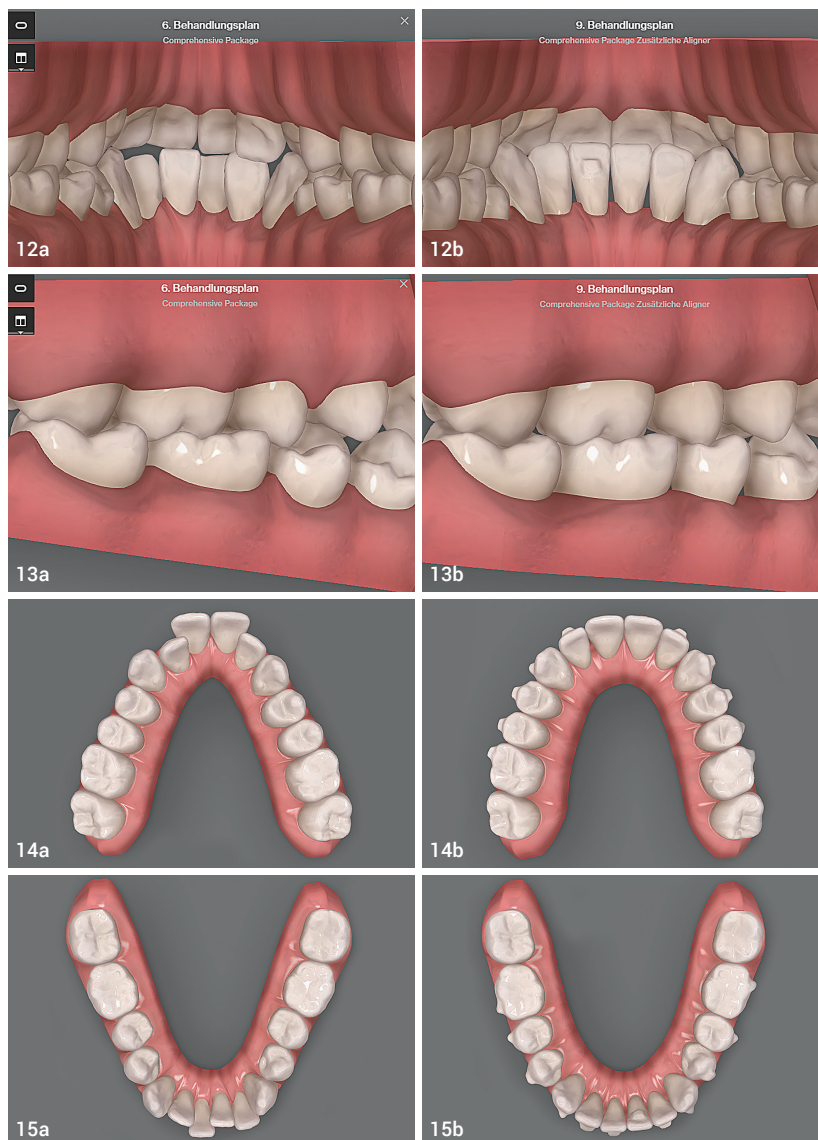 6. Behandlungsplan
Comprehensive Package
12a
9. Behandlungsplan
Comprehensive Package Zusätzliche Aligner
12b
6. Behandlungsplan
Comprehensive Package
13a
9. Behandlungsplan
Comprehensive Package Zusätzliche Aligner
13b
14a
14b
15a
15b